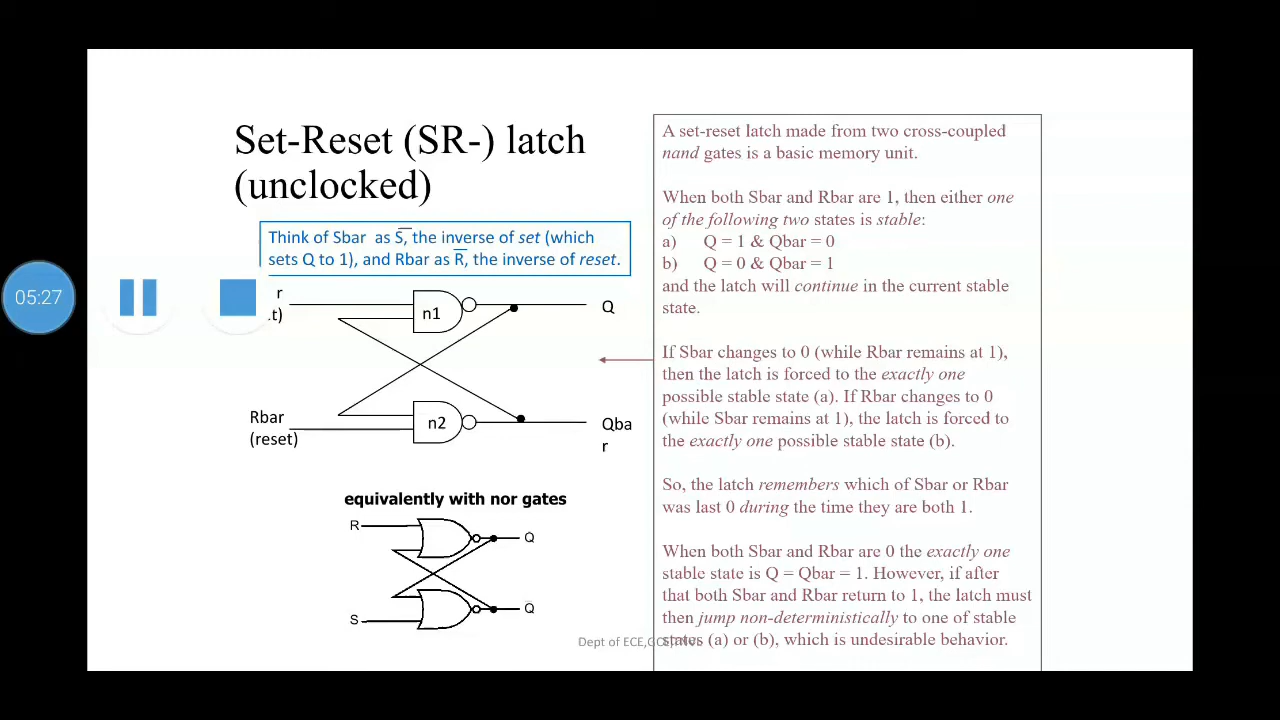 Set-Reset (SR-) latch
(unclocked)
Think of Sbar as S̅, the inverse of set (which
sets Q to 1), and Rbar as R̅, the inverse of reset.
05:27
r
t)
n1
Q
Rbar
(reset)
n2
Qba
r
equivalently with nor gates
R
Q
S
Q̅
A set-reset latch made from two cross-coupled
nand gates is a basic memory unit.
When both Sbar and Rbar are 1, then either one
of the following two states is stable:
a) Q = 1 & Qbar = 0
b) Q = 0 & Qbar = 1
and the latch will continue in the current stable
state.
If Sbar changes to 0 (while Rbar remains at 1),
then the latch is forced to the exactly one
possible stable state (a). If Rbar changes to 0
(while Sbar remains at 1), the latch is forced to
the exactly one possible stable state (b).
So, the latch remembers which of Sbar or Rbar
was last 0 during the time they are both 1.
When both Sbar and Rbar are 0 the exactly one
stable state is Q = Qbar = 1. However, if after
that both Sbar and Rbar return to 1, the latch must
then jump non-deterministically to one of stable
states (a) or (b), which is undesirable behavior.
Dept of ECE,